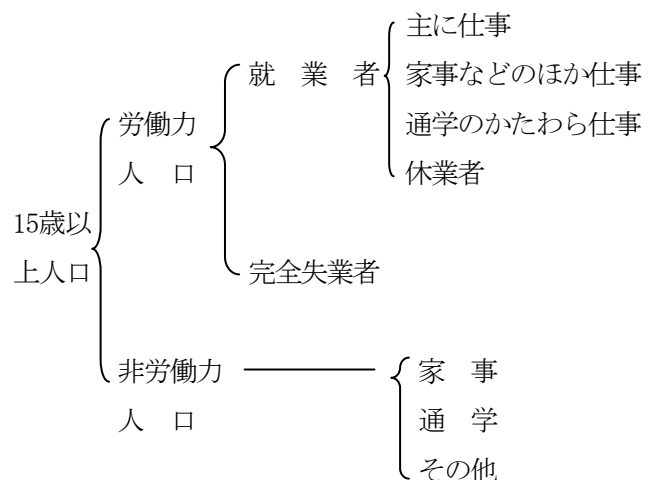 主に仕事
就　業　者
家事などのほか仕事
労働力
人　口
通学のかたわら仕事
休業者
15歳以
上人口
完全失業者
非労働力
人　口
家　事
通　学
その他